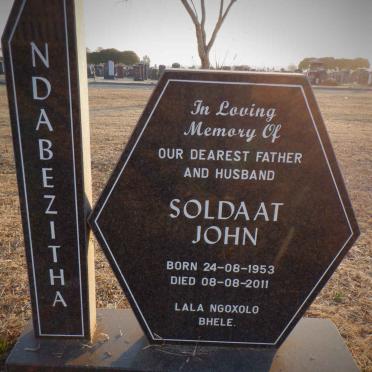 NDABEZITHA
In Loving
Memory Of
OUR DEAREST FATHER
AND HUSBAND
SOLDAAT
JOHN
BORN 24-08-1953
DIED 08-08-2011
LALA NGOXOLO
BHELE.